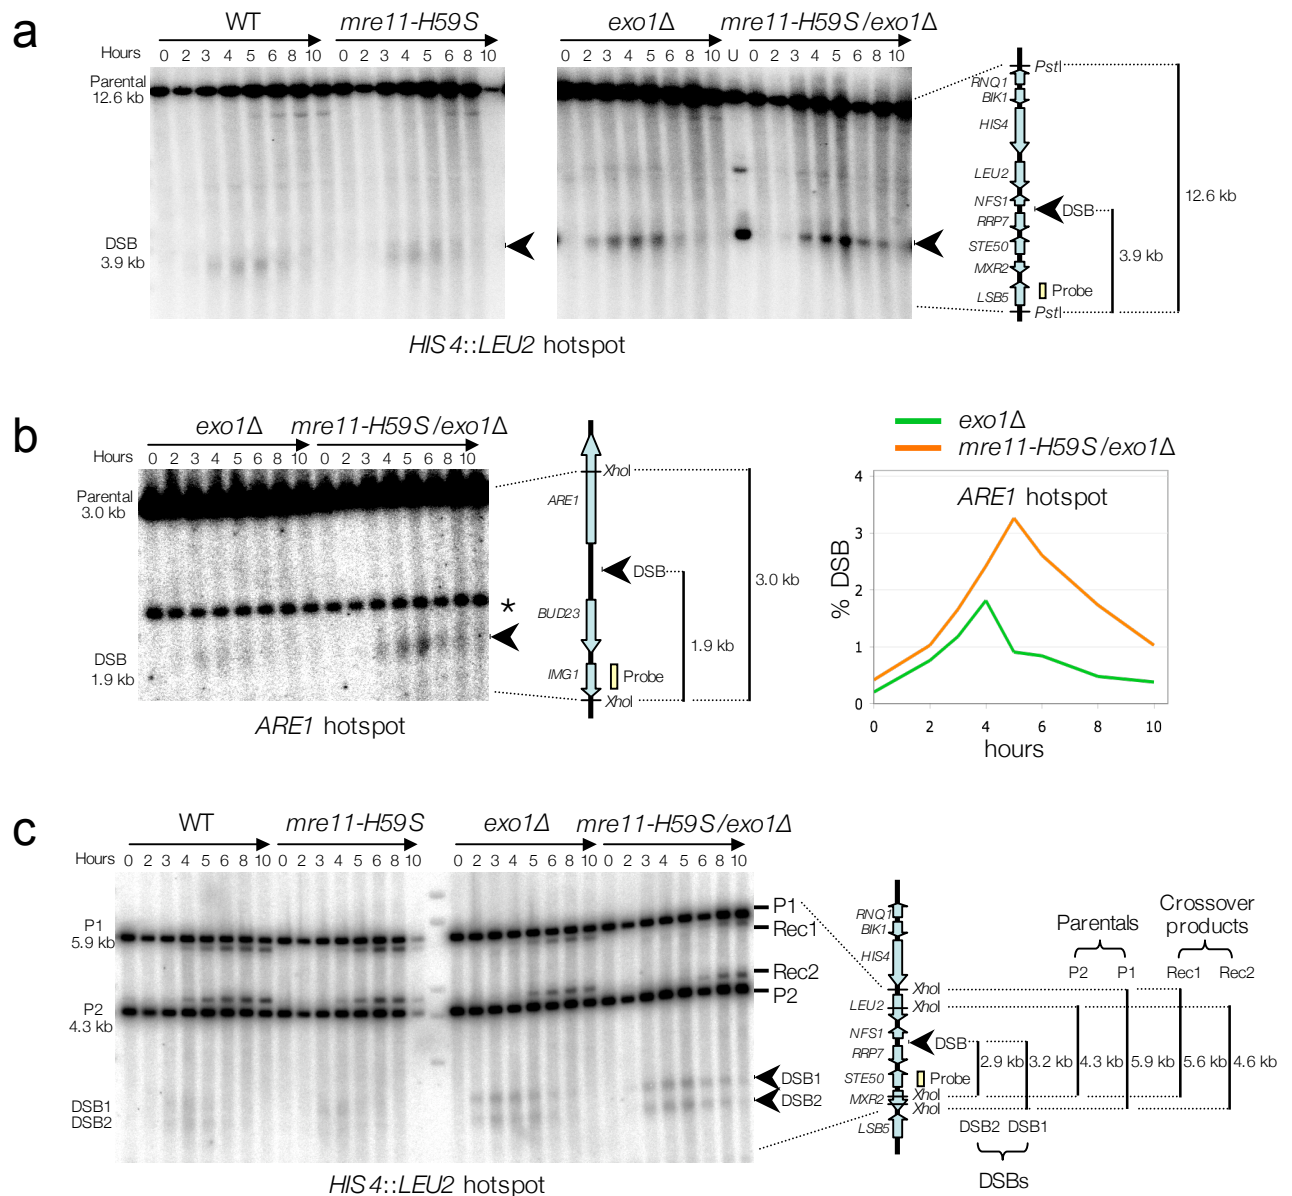 a
WT mre11-H59S exo1Δ mre11-H59S/exo1Δ
Hours 0 2 3 4 5 6 8 10 0 2 3 4 5 6 8 10 0 2 3 4 5 6 8 10 U 0 2 3 4 5 6 8 10
Parental
12.6 kb
DSB
3.9 kb
PstI
RNQ1
BIK1
HIS4
LEU2
NFS1
DSB
RRP7
STE50
MXR2
LSB5
Probe
PstI
12.6 kb
3.9 kb
HIS4::LEU2 hotspot
b
exo1Δ mre11-H59S/exo1Δ
Hours 0 2 3 4 5 6 8 10 0 2 3 4 5 6 8 10
Parental
3.0 kb
*
DSB
1.9 kb
XhoI
ARE1
DSB
BUD23
IMG1
Probe
XhoI
3.0 kb
1.9 kb
ARE1 hotspot
exo1Δ
mre11-H59S/exo1Δ
ARE1 hotspot
% DSB
4
3
2
1
0
0 2 4 6 8 10
hours
c
WT mre11-H59S exo1Δ mre11-H59S/exo1Δ
Hours 0 2 3 4 5 6 8 10 0 2 3 4 5 6 8 10 0 2 3 4 5 6 8 10 0 2 3 4 5 6 8 10
P1
5.9 kb
P2
4.3 kb
DSB1
DSB2
P1
Rec1
Rec2
P2
DSB1
DSB2
RNQ1
BIK1
HIS4
XhoI
LEU2
XhoI
NFS1
DSB
RRP7
STE50
Probe
XhoI
MXR2
XhoI
LSB5
Parentals
Crossover
products
P2 P1 Rec1 Rec2
2.9 kb 3.2 kb 4.3 kb 5.9 kb 5.6 kb 4.6 kb
DSB2 DSB1
DSBs
HIS4::LEU2 hotspot